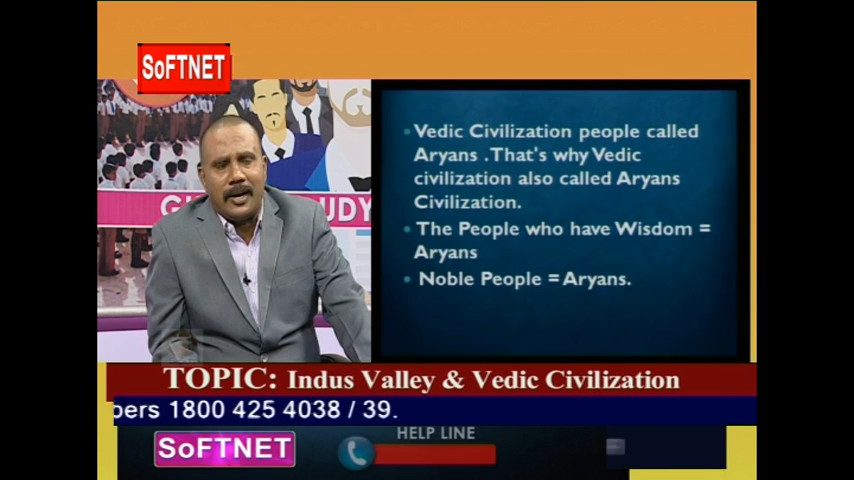 SoFTNET
Vedic Civilization people called
Aryans .That's why Vedic
civilization also called Aryans
Civilization.
The People who have Wisdom =
Aryans
Noble People = Aryans.
TOPIC: Indus Valley & Vedic Civilization
bers 1800 425 4038 / 39.
HELP LINE
SoFTNET